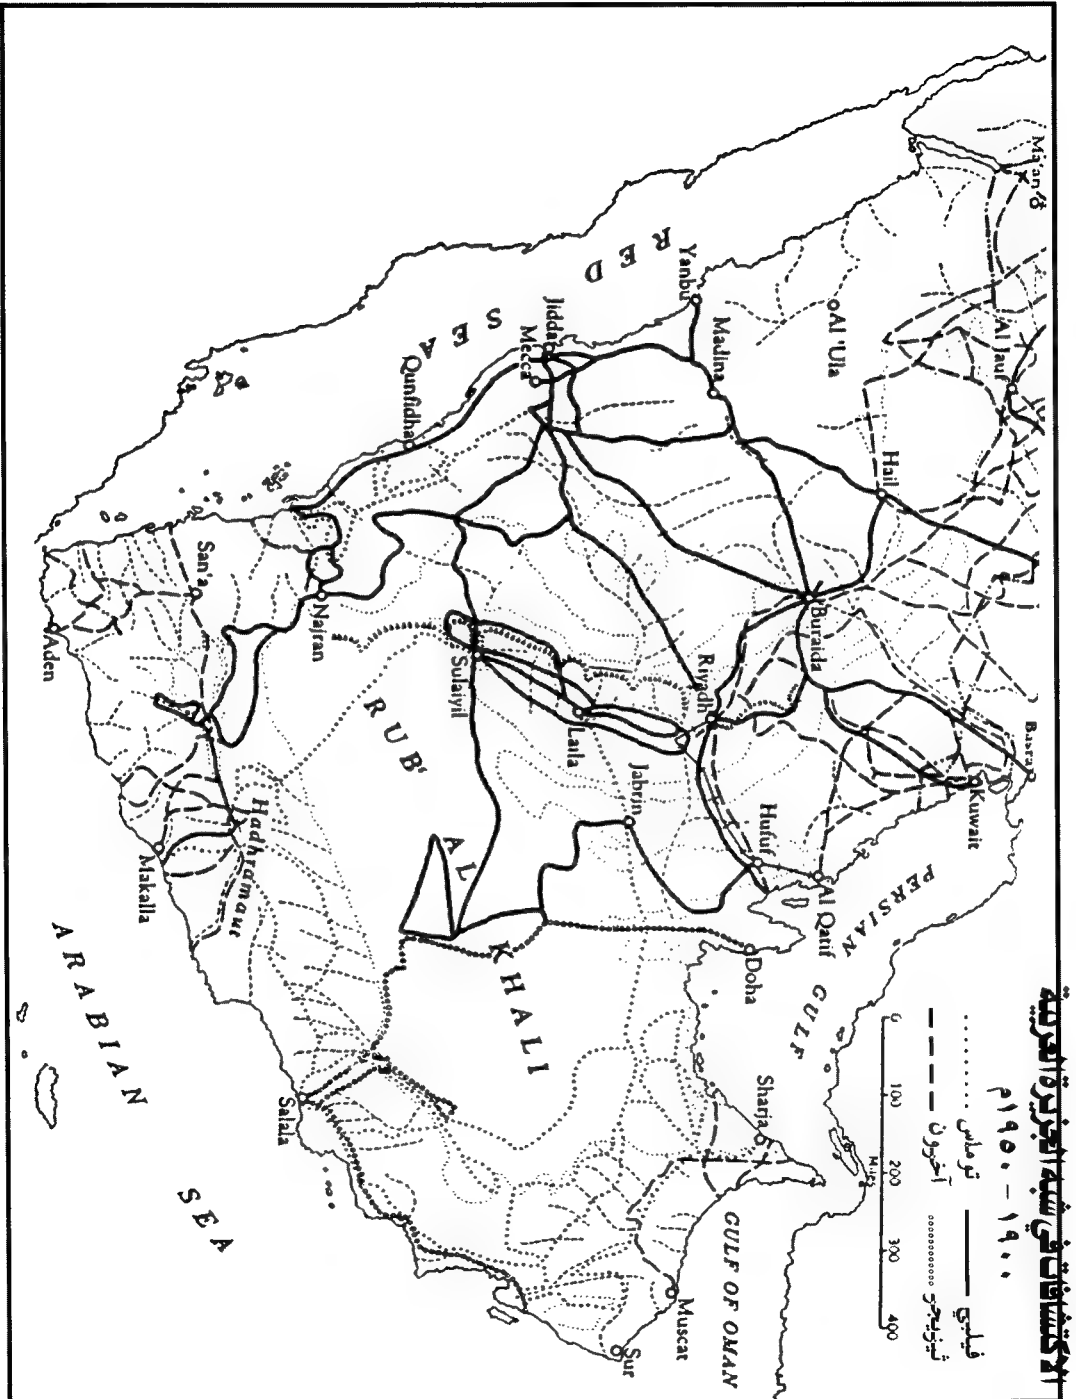 الاكتشافات في شبه الجزيرة العربية
١٩٠٠ - ١٩٥٠م
فيلبي
توماس
ثيزيجر
آخرون
0 100 200 300 400
Miles
Ma'an
Al Jauf
Basra
Kuwait
Hail
Al 'Ula
Buraida
Yanbu
Madina
Riyadh
Hufuf
Al Qatif
PERSIAN GULF
Doha
Sharja
GULF OF OMAN
Muscat
Sur
RED SEA
Jidda
Mecca
Laila
Jabrin
Qunfidha
Sulaiyil
RUB' AL KHALI
Najran
Salala
San'a
Hadhramaut
Aden
Makalla
ARABIAN SEA